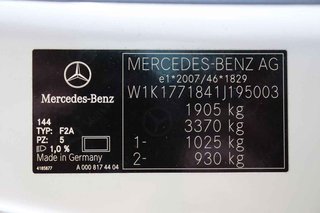 MERCEDES-BENZ AG
e1*2007/46*1829
W1K1771841J195003
1905 kg
3370 kg
1- 1025 kg
2- 930 kg
Mercedes-Benz
144
TYP: F2A
PZ: 5
1,0 %
Made in Germany
4185877 A 000 817 44 04